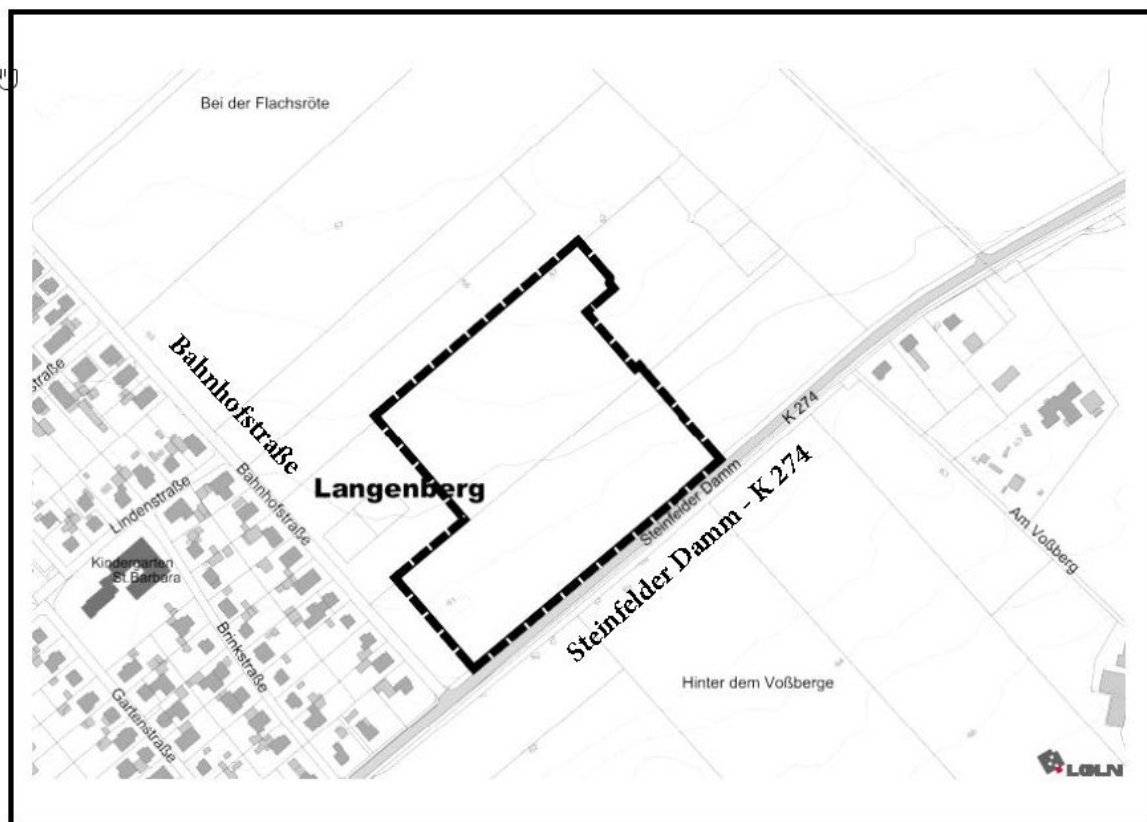 Bei der Flachsröte
Bahnhofstraße
straße
Langenberg
Lindenstraße
Bahnhofstraße
Kindergarten
St.Barbara
Brinkstraße
Gartenstraße
K 274
Steinfelder Damm
Steinfelder Damm - K 274
Am Voßberg
Hinter dem Voßberge
LGLN